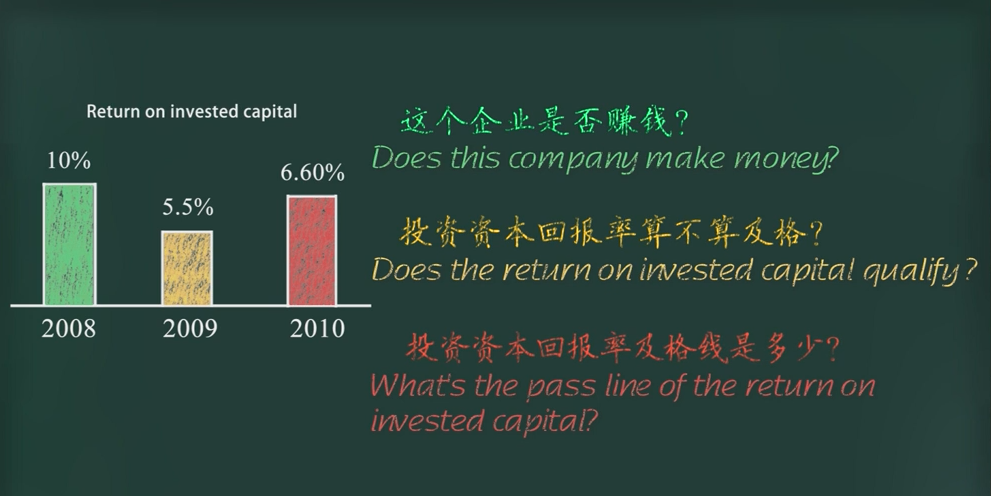 Return on invested capital
10%
5.5%
6.60%
2008
2009
2010
这个企业是否赚钱？
Does this company make money?
投资资本回报率算不算及格？
Does the return on invested capital qualify?
投资资本回报率及格线是多少？
What's the pass line of the return on
invested capital?